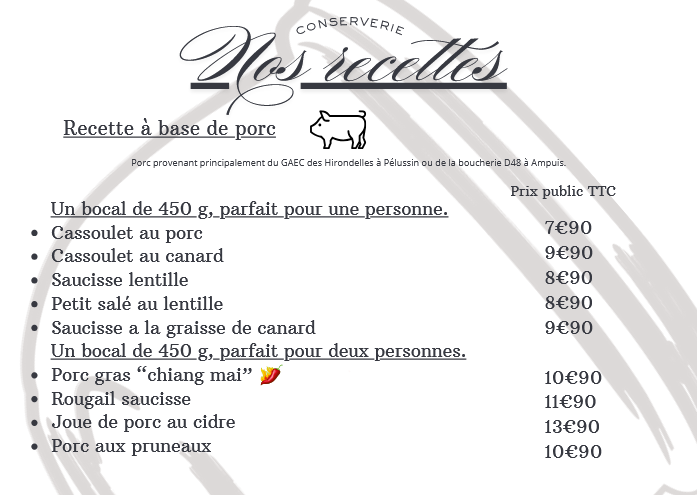 CONSERVERIE
Nos recettes
Recette à base de porc
Porc provenant principalement du GAEC des Hirondelles à Pélussin ou de la boucherie D48 à Ampuis.
Prix public TTC
Un bocal de 450 g, parfait pour une personne.
• Cassoulet au porc 7€90
• Cassoulet au canard 9€90
• Saucisse lentille 8€90
• Petit salé au lentille 8€90
• Saucisse a la graisse de canard 9€90
Un bocal de 450 g, parfait pour deux personnes.
• Porc gras “chiang mai” 10€90
• Rougail saucisse 11€90
• Joue de porc au cidre 13€90
• Porc aux pruneaux 10€90